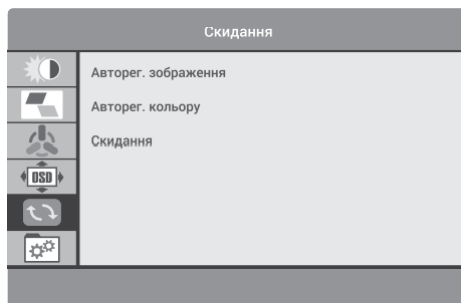 Скидання
Авторег. зображення
Авторег. кольору
Скидання
OSD